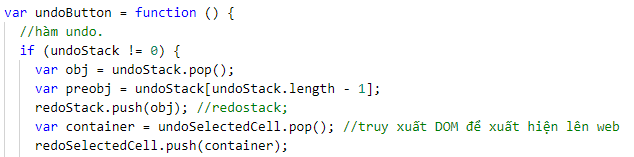 var undoButton = function () {
//hàm undo.
if (undoStack != 0) {
var obj = undoStack.pop();
var preobj = undoStack[undoStack.length - 1];
redoStack.push(obj); //redostack;
var container = undoSelectedCell.pop(); //truy xuất DOM để xuất hiện lên web
redoSelectedCell.push(container);